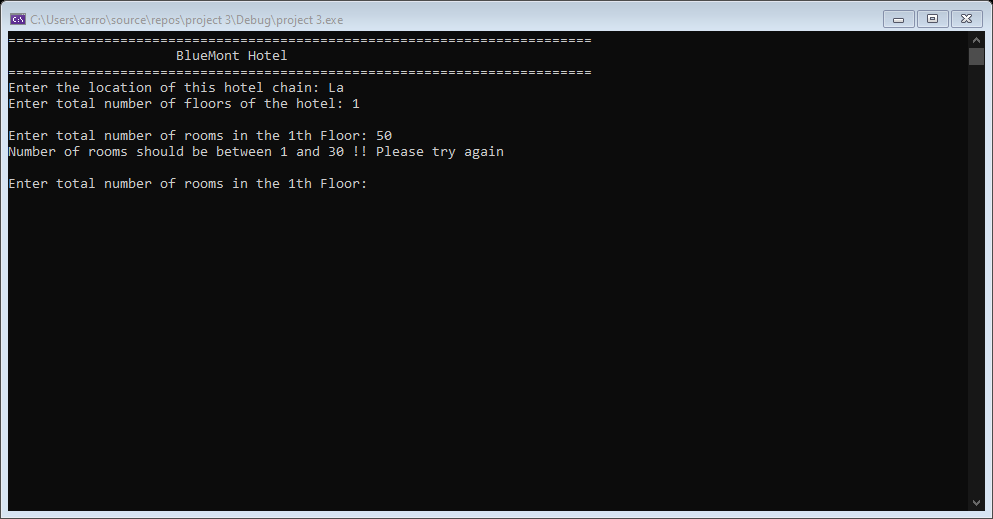 C:\Users\carro\source\repos\project 3\Debug\project 3.exe
=========================================================================
BlueMont Hotel
=========================================================================
Enter the location of this hotel chain: La
Enter total number of floors of the hotel: 1
Enter total number of rooms in the 1th Floor: 50
Number of rooms should be between 1 and 30 !! Please try again
Enter total number of rooms in the 1th Floor: